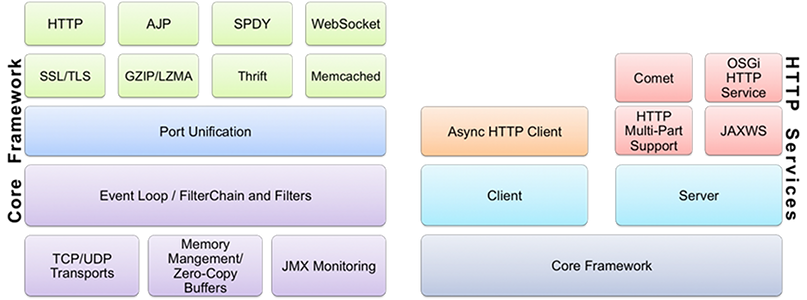 HTTP
AJP
SPDY
WebSocket
SSL/TLS
GZIP/LZMA
Thrift
Memcached
Port Unification
Event Loop / FilterChain and Filters
TCP/UDP
Transports
Memory
Mangement/
Zero-Copy
Buffers
JMX Monitoring
Core Framework
Comet
OSGi
HTTP
Service
Async HTTP Client
HTTP
Multi-Part
Support
JAXWS
Client
Server
Core Framework
HTTP Services